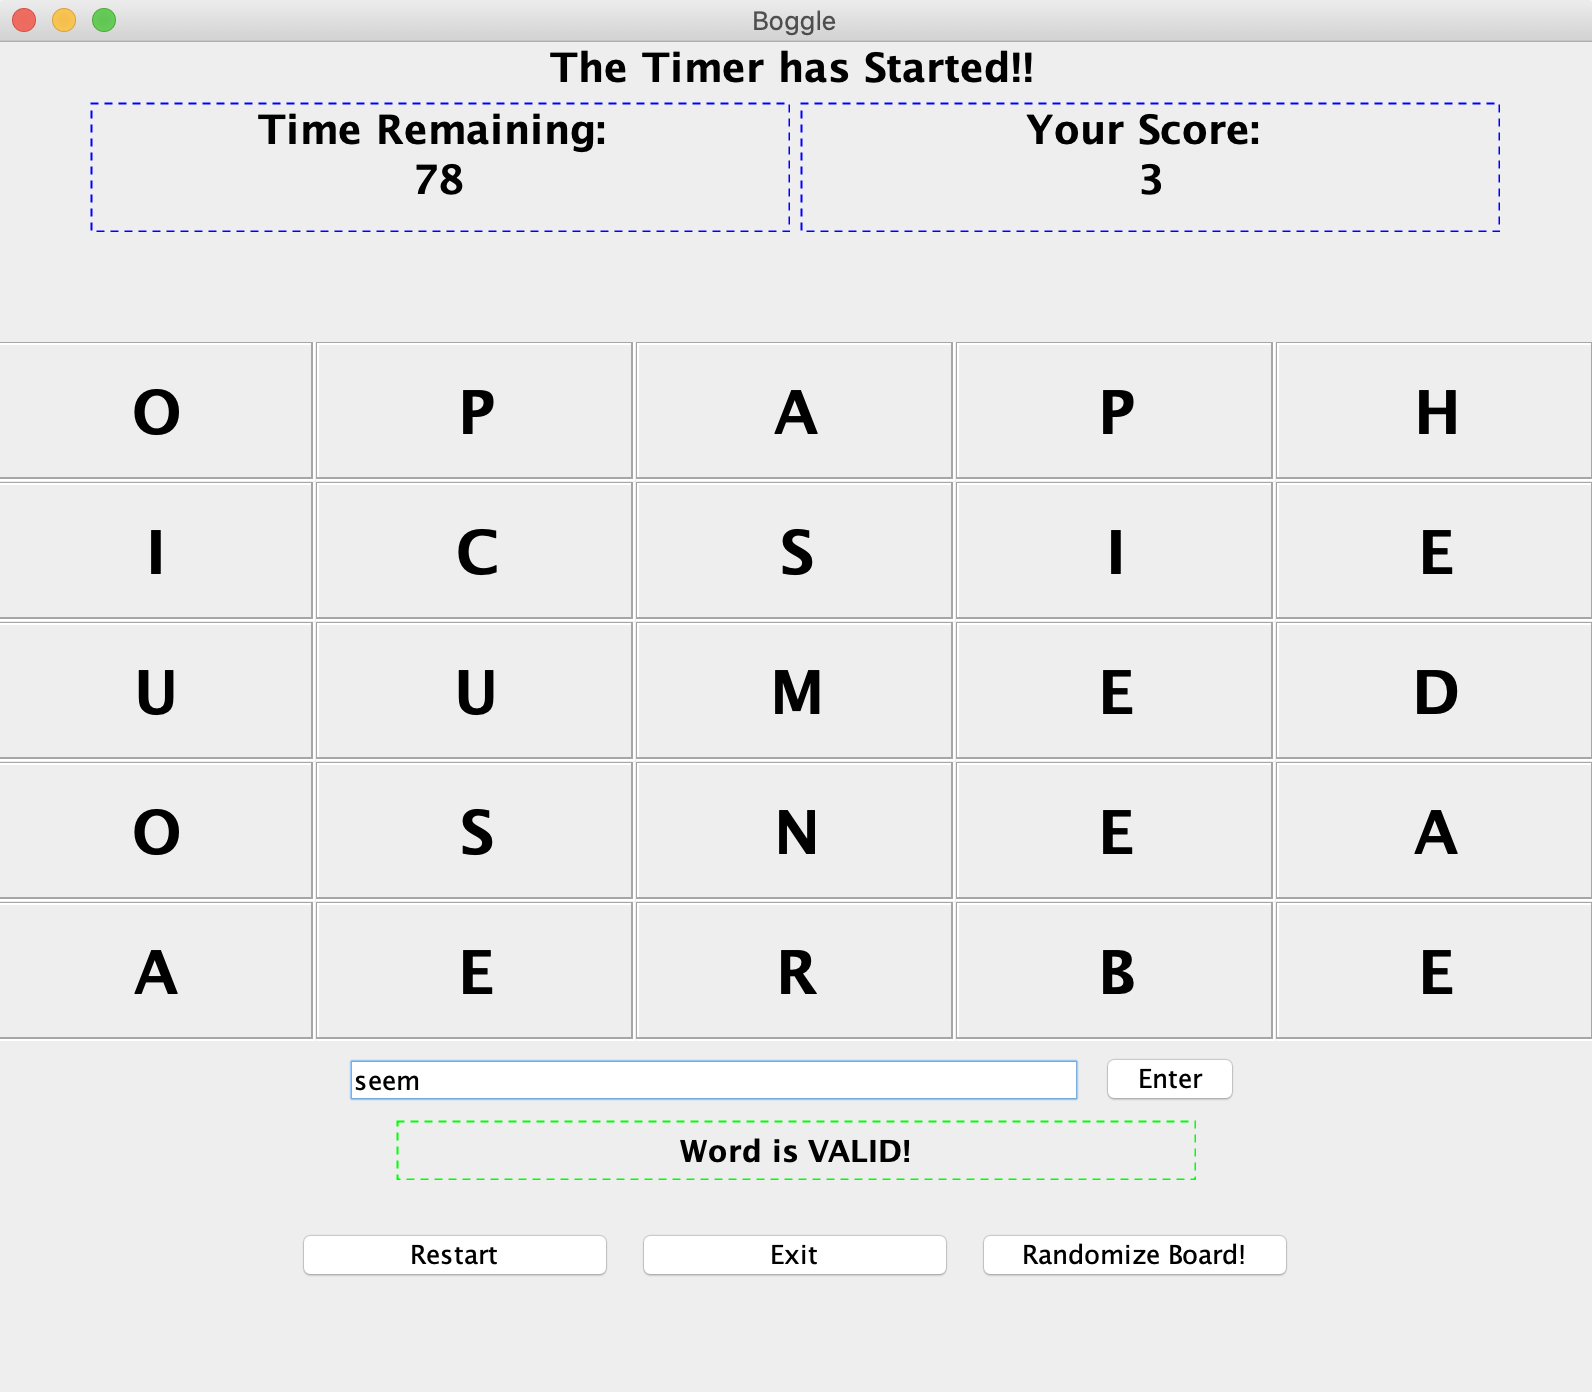 Boggle
The Timer has Started!!
Time Remaining: Your Score:
78 3
O P A P H
I C S I E
U U M E D
O S N E A
A E R B E
seem Enter
Word is VALID!
Restart Exit Randomize Board!